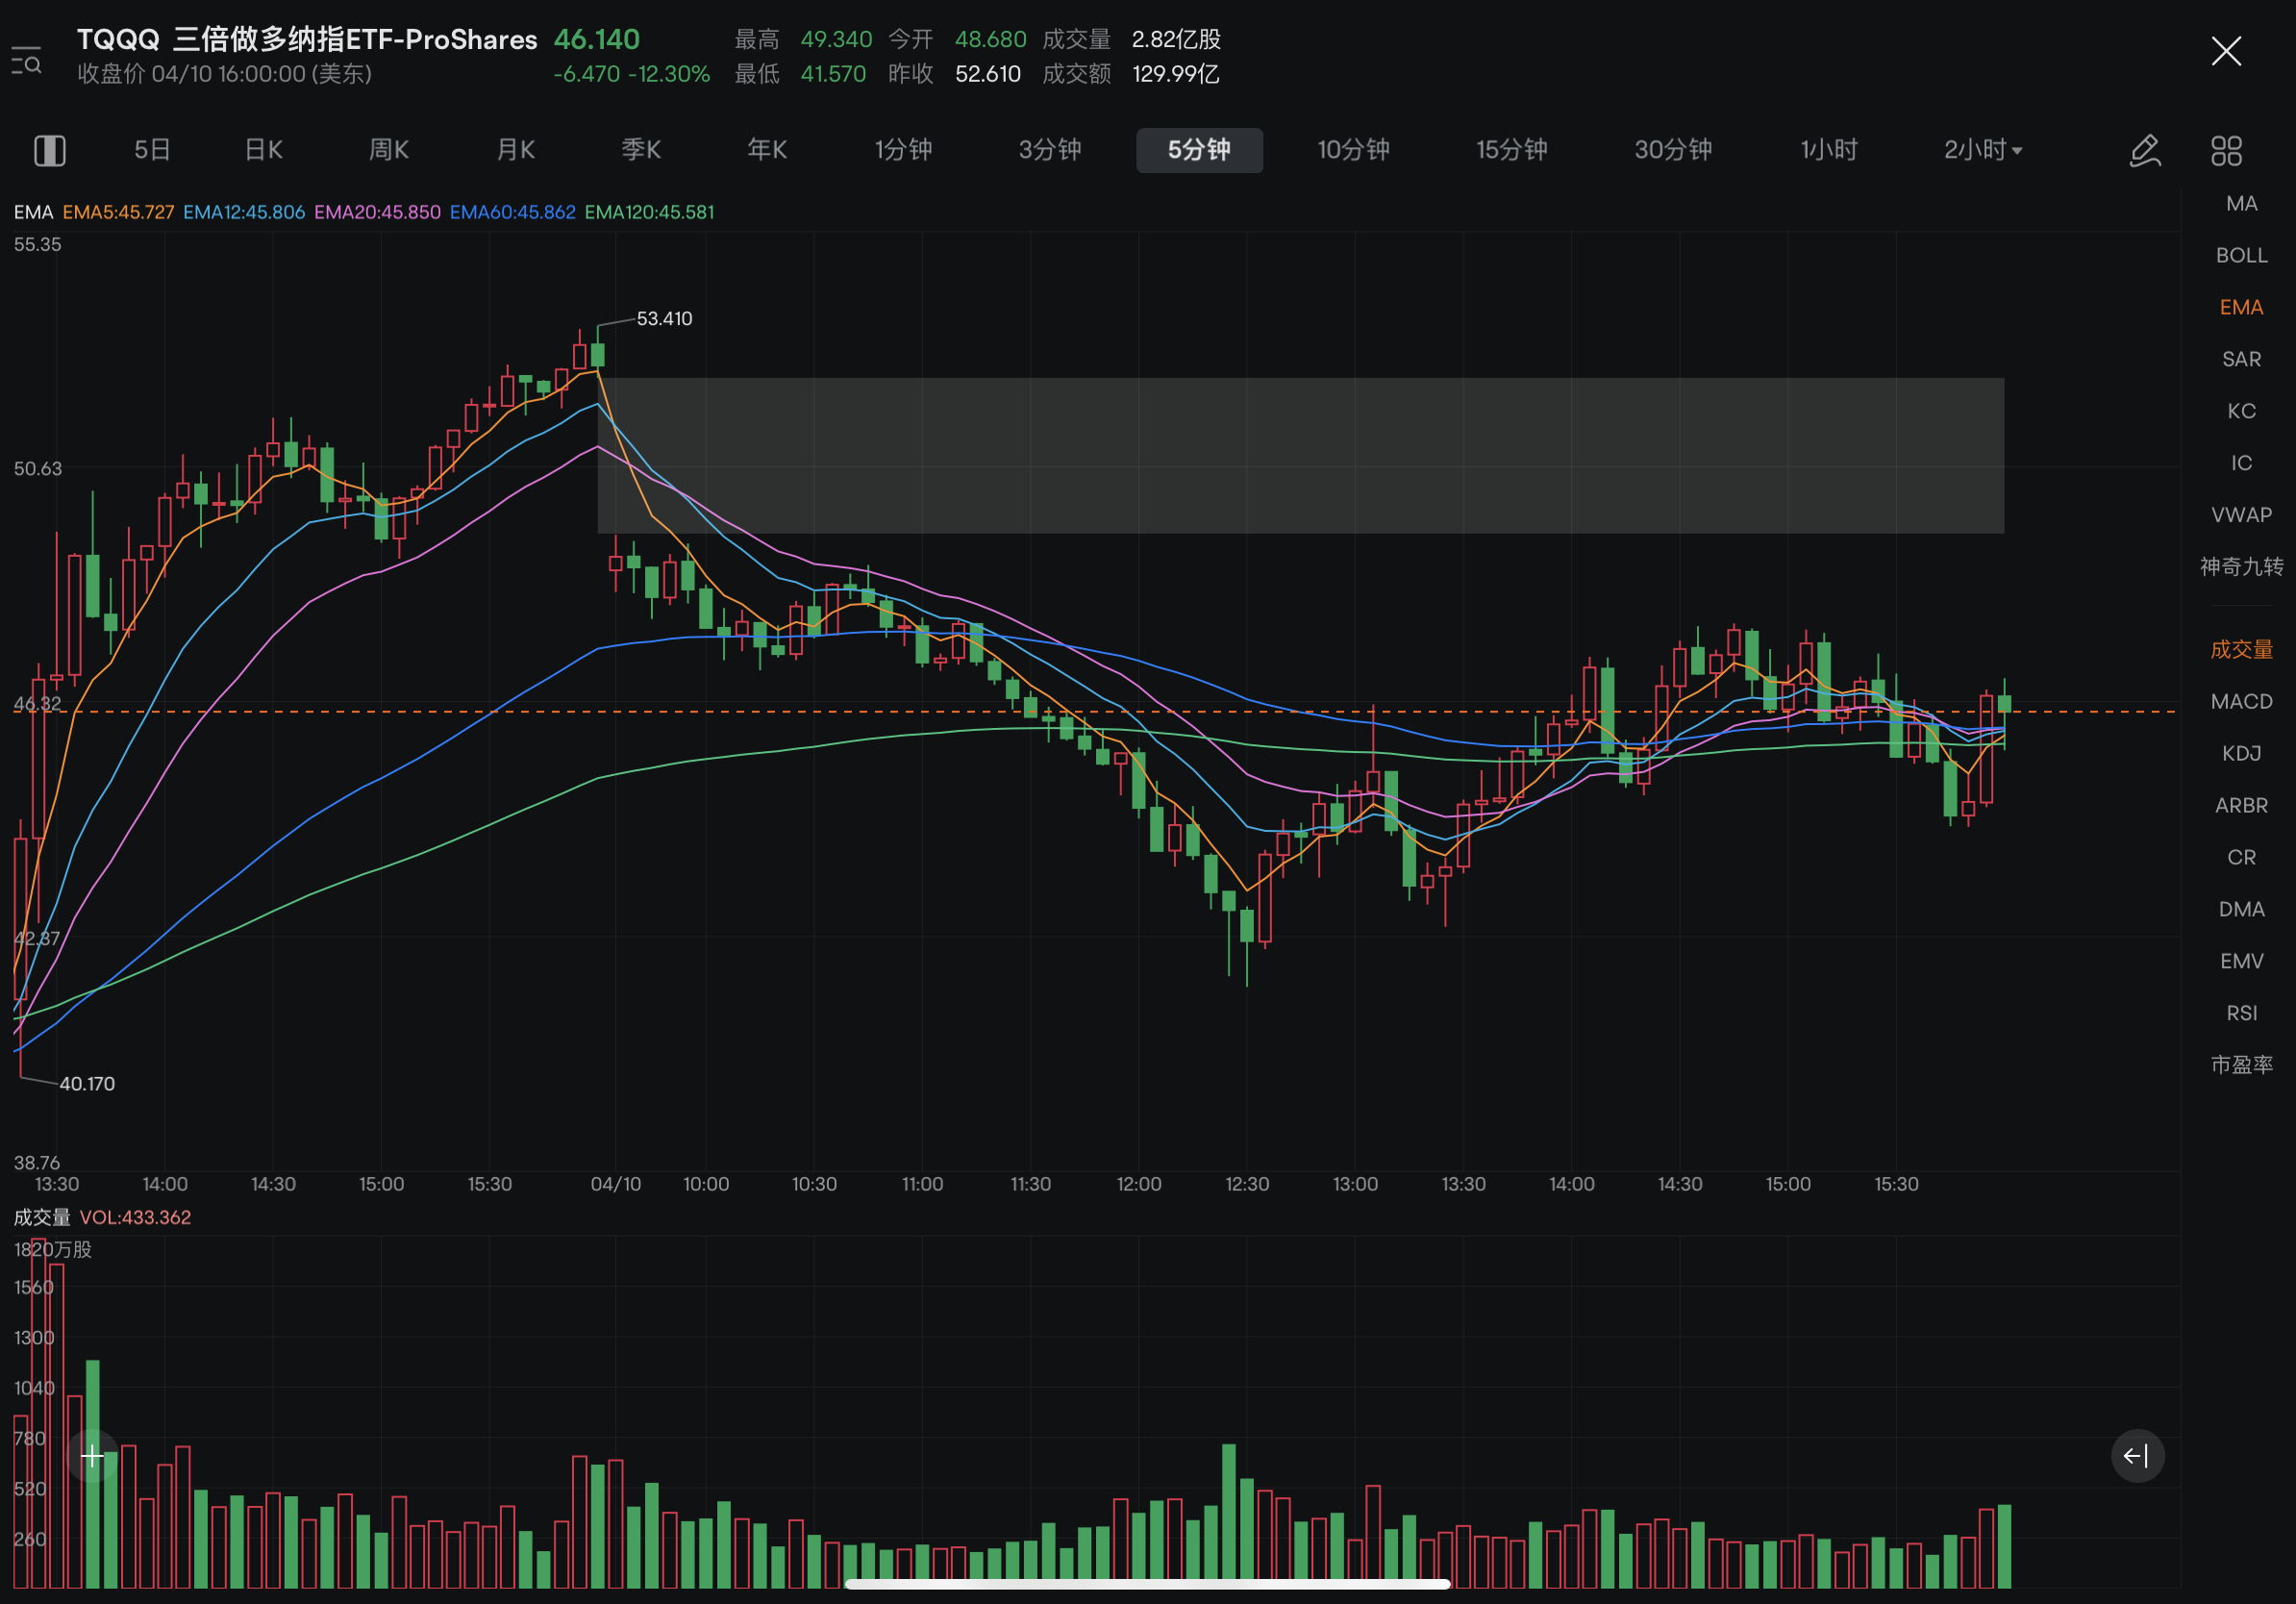 TQQQ 三倍做多纳指ETF-ProShares 46.140 最高 49.340 今开 48.680 成交量 2.82亿股
收盘价 04/10 16:00:00 (美东) -6.470 -12.30% 最低 41.570 昨收 52.610 成交额 129.99亿
5日 日K 周K 月K 季K 年K 1分钟 3分钟 5分钟 10分钟 15分钟 30分钟 1小时 2小时
EMA EMA5:45.727 EMA12:45.806 EMA20:45.850 EMA60:45.862 EMA120:45.581
55.35
53.410
50.63
46.32
42.37
40.170
38.76
13:30 14:00 14:30 15:00 15:30 04/10 10:00 10:30 11:00 11:30 12:00 12:30 13:00 13:30 14:00 14:30 15:00 15:30
成交量 VOL:433.362
1820万股
1560
1300
1040
780
520
260
MA
BOLL
EMA
SAR
KC
IC
VWAP
神奇九转
成交量
MACD
KDJ
ARBR
CR
DMA
EMV
RSI
市盈率